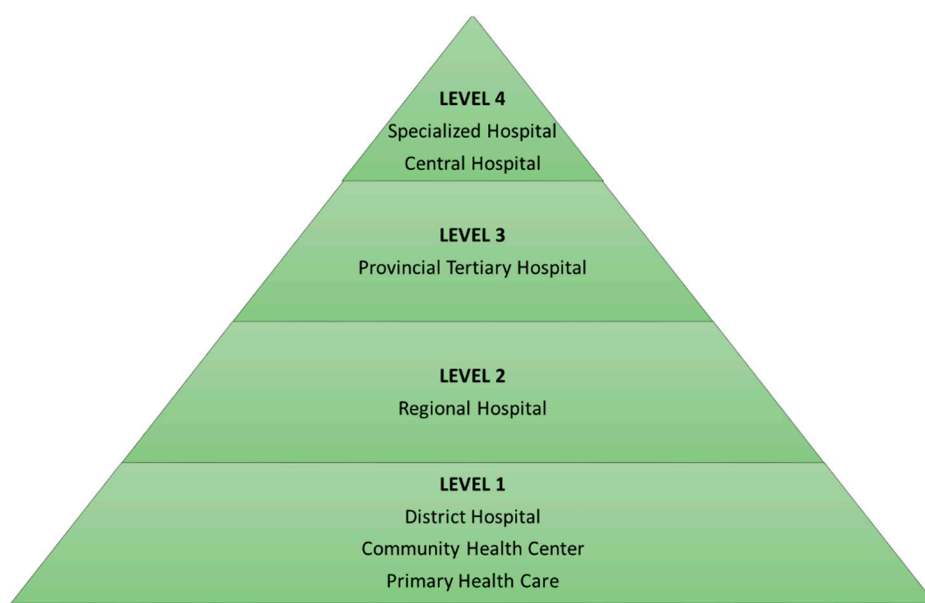 LEVEL 4
Specialized Hospital
Central Hospital
LEVEL 3
Provincial Tertiary Hospital
LEVEL 2
Regional Hospital
LEVEL 1
District Hospital
Community Health Center
Primary Health Care